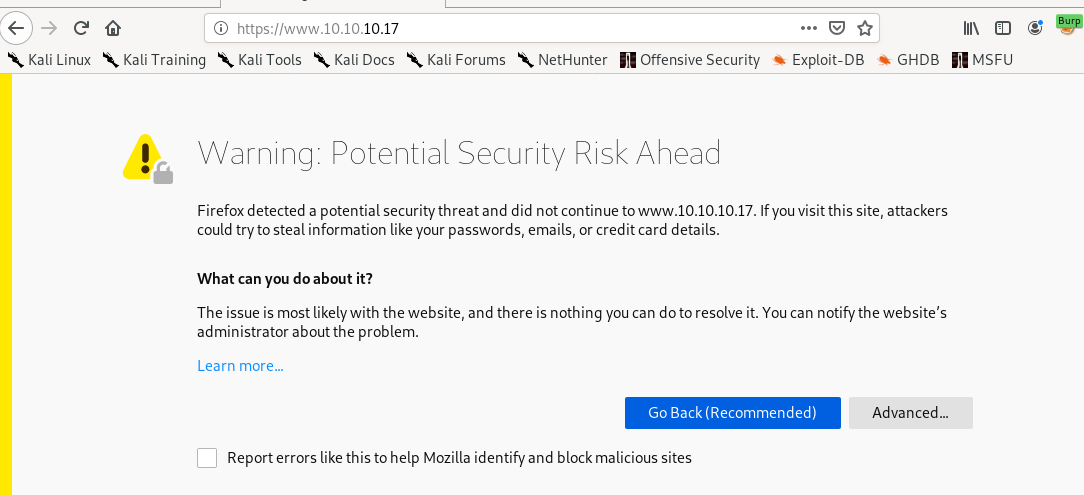 https://www.10.10.10.17
Burp
Kali Linux Kali Training Kali Tools Kali Docs Kali Forums NetHunter Offensive Security Exploit-DB GHDB MSFU
Warning: Potential Security Risk Ahead
Firefox detected a potential security threat and did not continue to www.10.10.10.17. If you visit this site, attackers
could try to steal information like your passwords, emails, or credit card details.
What can you do about it?
The issue is most likely with the website, and there is nothing you can do to resolve it. You can notify the website’s
administrator about the problem.
Learn more…
Go Back (Recommended) Advanced…
Report errors like this to help Mozilla identify and block malicious sites